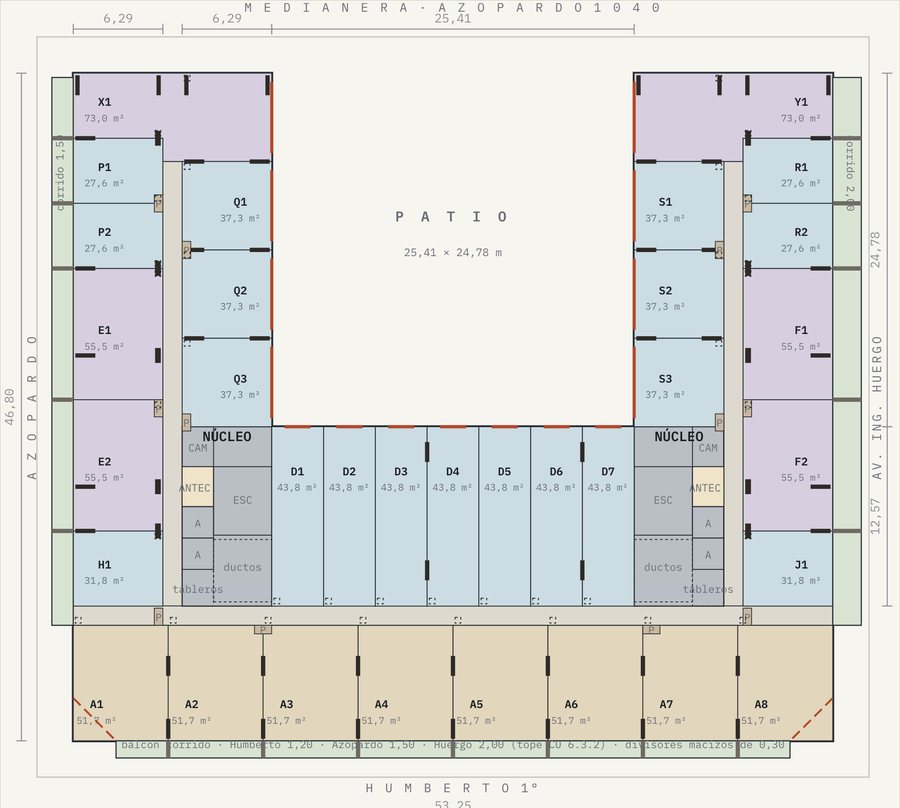 MEDIANERA · AZOPARDO 1040
6,29
6,29
25,41
X1
73,0 m²
Y1
73,0 m²
corrido 1,50
corrido 2,00
P1
27,6 m²
R1
27,6 m²
Q1
37,3 m²
S1
37,3 m²
PATIO
25,41 × 24,78 m
P2
27,6 m²
R2
27,6 m²
24,78
P
P
P
P
Q2
37,3 m²
S2
37,3 m²
E1
55,5 m²
F1
55,5 m²
AZOPARDO
46,80
AV. ING. HUERGO
Q3
37,3 m²
S3
37,3 m²
P
P
P
P
NÚCLEO
NÚCLEO
CAM
CAM
E2
55,5 m²
F2
55,5 m²
D1
43,8 m²
D2
43,8 m²
D3
43,8 m²
D4
43,8 m²
D5
43,8 m²
D6
43,8 m²
D7
43,8 m²
ANTEC
ESC
ESC
ANTEC
12,57
A
A
A
A
H1
31,8 m²
J1
31,8 m²
ductos
ductos
tableros
tableros
P
P
P
P
A1
51,7 m²
A2
51,7 m²
A3
51,7 m²
A4
51,7 m²
A5
51,7 m²
A6
51,7 m²
A7
51,7 m²
A8
51,7 m²
balcón corrido · Humberto 1,20 · Azopardo 1,50 · Huergo 2,00 (tope CU 6.3.2) · divisores macizos de 0,30
HUMBERTO 1°
53,25